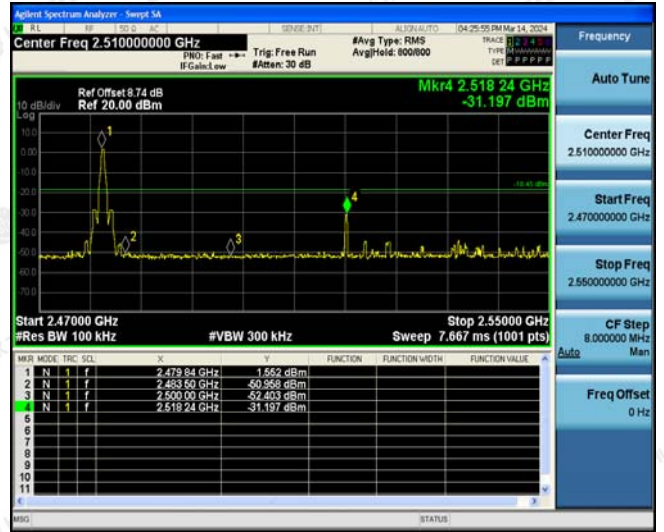 Agilent Spectrum Analyzer - Swept SA
RL RF 50 Ω AC SENSE:INT ALIGN AUTO 04:25:55 PM Mar 14, 2024
Center Freq 2.510000000 GHz
PNO: Fast
IFGain:Low
Trig: Free Run
#Atten: 30 dB
#Avg Type: RMS
Avg|Hold: 800/800
TRACE 1 2 3 4 5 6
TYPE M
DET P P P P P P
Mkr4 2.518 24 GHz
-31.197 dBm
Ref Offset 8.74 dB
Ref 20.00 dBm
10 dB/div
Log
10.0
0.00
-10.0
-20.0
-30.0
-40.0
-50.0
-60.0
-70.0
1
2
3
4
-18.45 dBm
Start 2.47000 GHz
Stop 2.55000 GHz
#Res BW 100 kHz
#VBW 300 kHz
Sweep 7.667 ms (1001 pts)
MKR MODE TRC SCL X Y FUNCTION FUNCTION WIDTH FUNCTION VALUE
1 N 1 f 2.479 84 GHz 1.552 dBm
2 N 1 f 2.483 50 GHz -50.958 dBm
3 N 1 f 2.500 00 GHz -52.403 dBm
4 N 1 f 2.518 24 GHz -31.197 dBm
5
6
7
8
9
10
11
MSG
STATUS
Frequency
Auto Tune
Center Freq
2.510000000 GHz
Start Freq
2.470000000 GHz
Stop Freq
2.550000000 GHz
CF Step
8.000000 MHz
Auto Man
Freq Offset
0 Hz